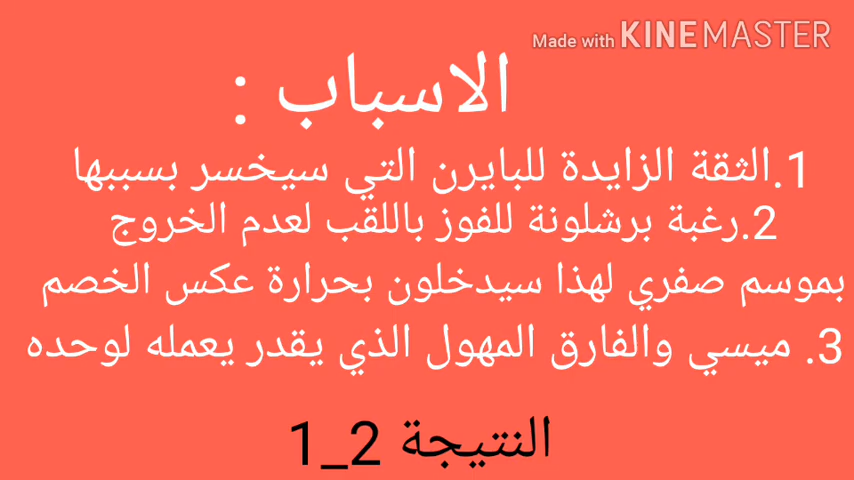 Made with KINEMASTER
الاسباب :
1.الثقة الزايدة للبايرن التي سيخسر بسببها
2.رغبة برشلونة للفوز باللقب لعدم الخروج
بموسم صفري لهذا سيدخلون بحرارة عكس الخصم
3. ميسي والفارق المهول الذي يقدر يعمله لوحده
النتيجة 2_1